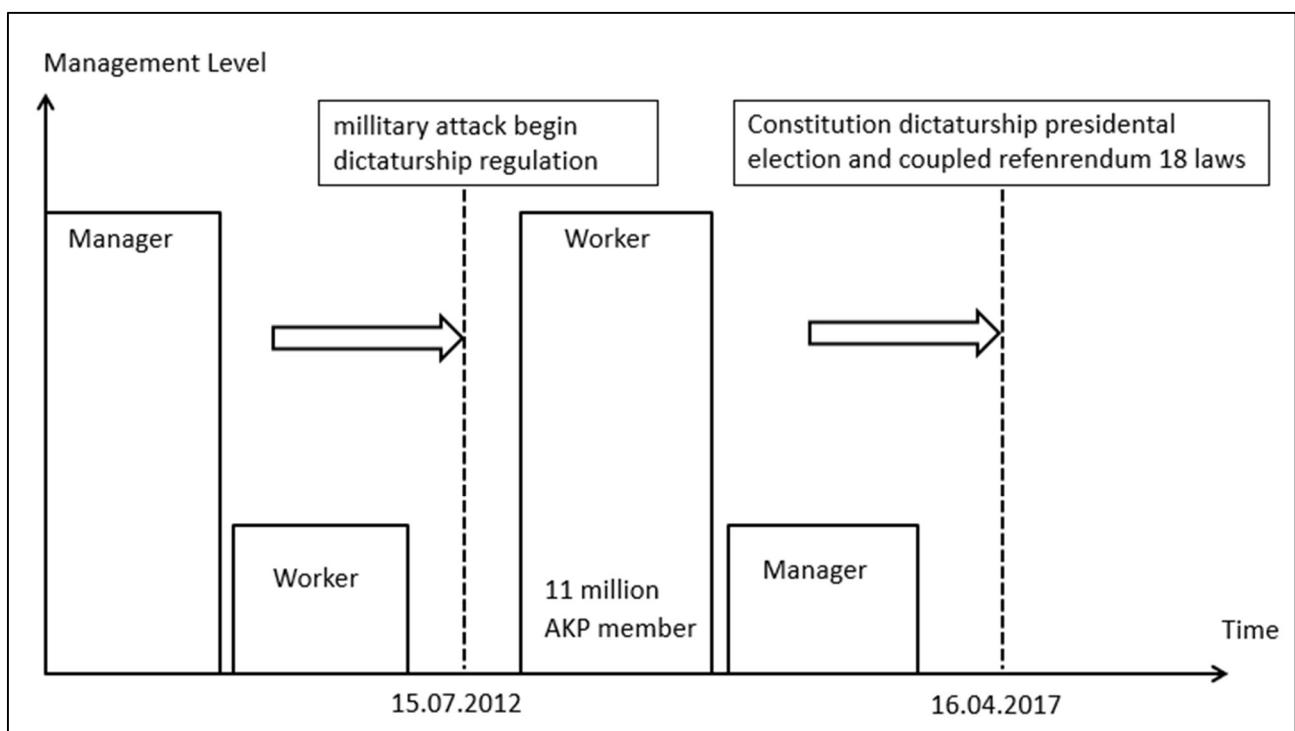 Management Level
millitary attack begin
dictaturship regulation
Constitution dictaturship presidental
election and coupled refenrendum 18 laws
Manager
Worker
Worker
11 million
AKP member
Manager
Time
15.07.2012
16.04.2017